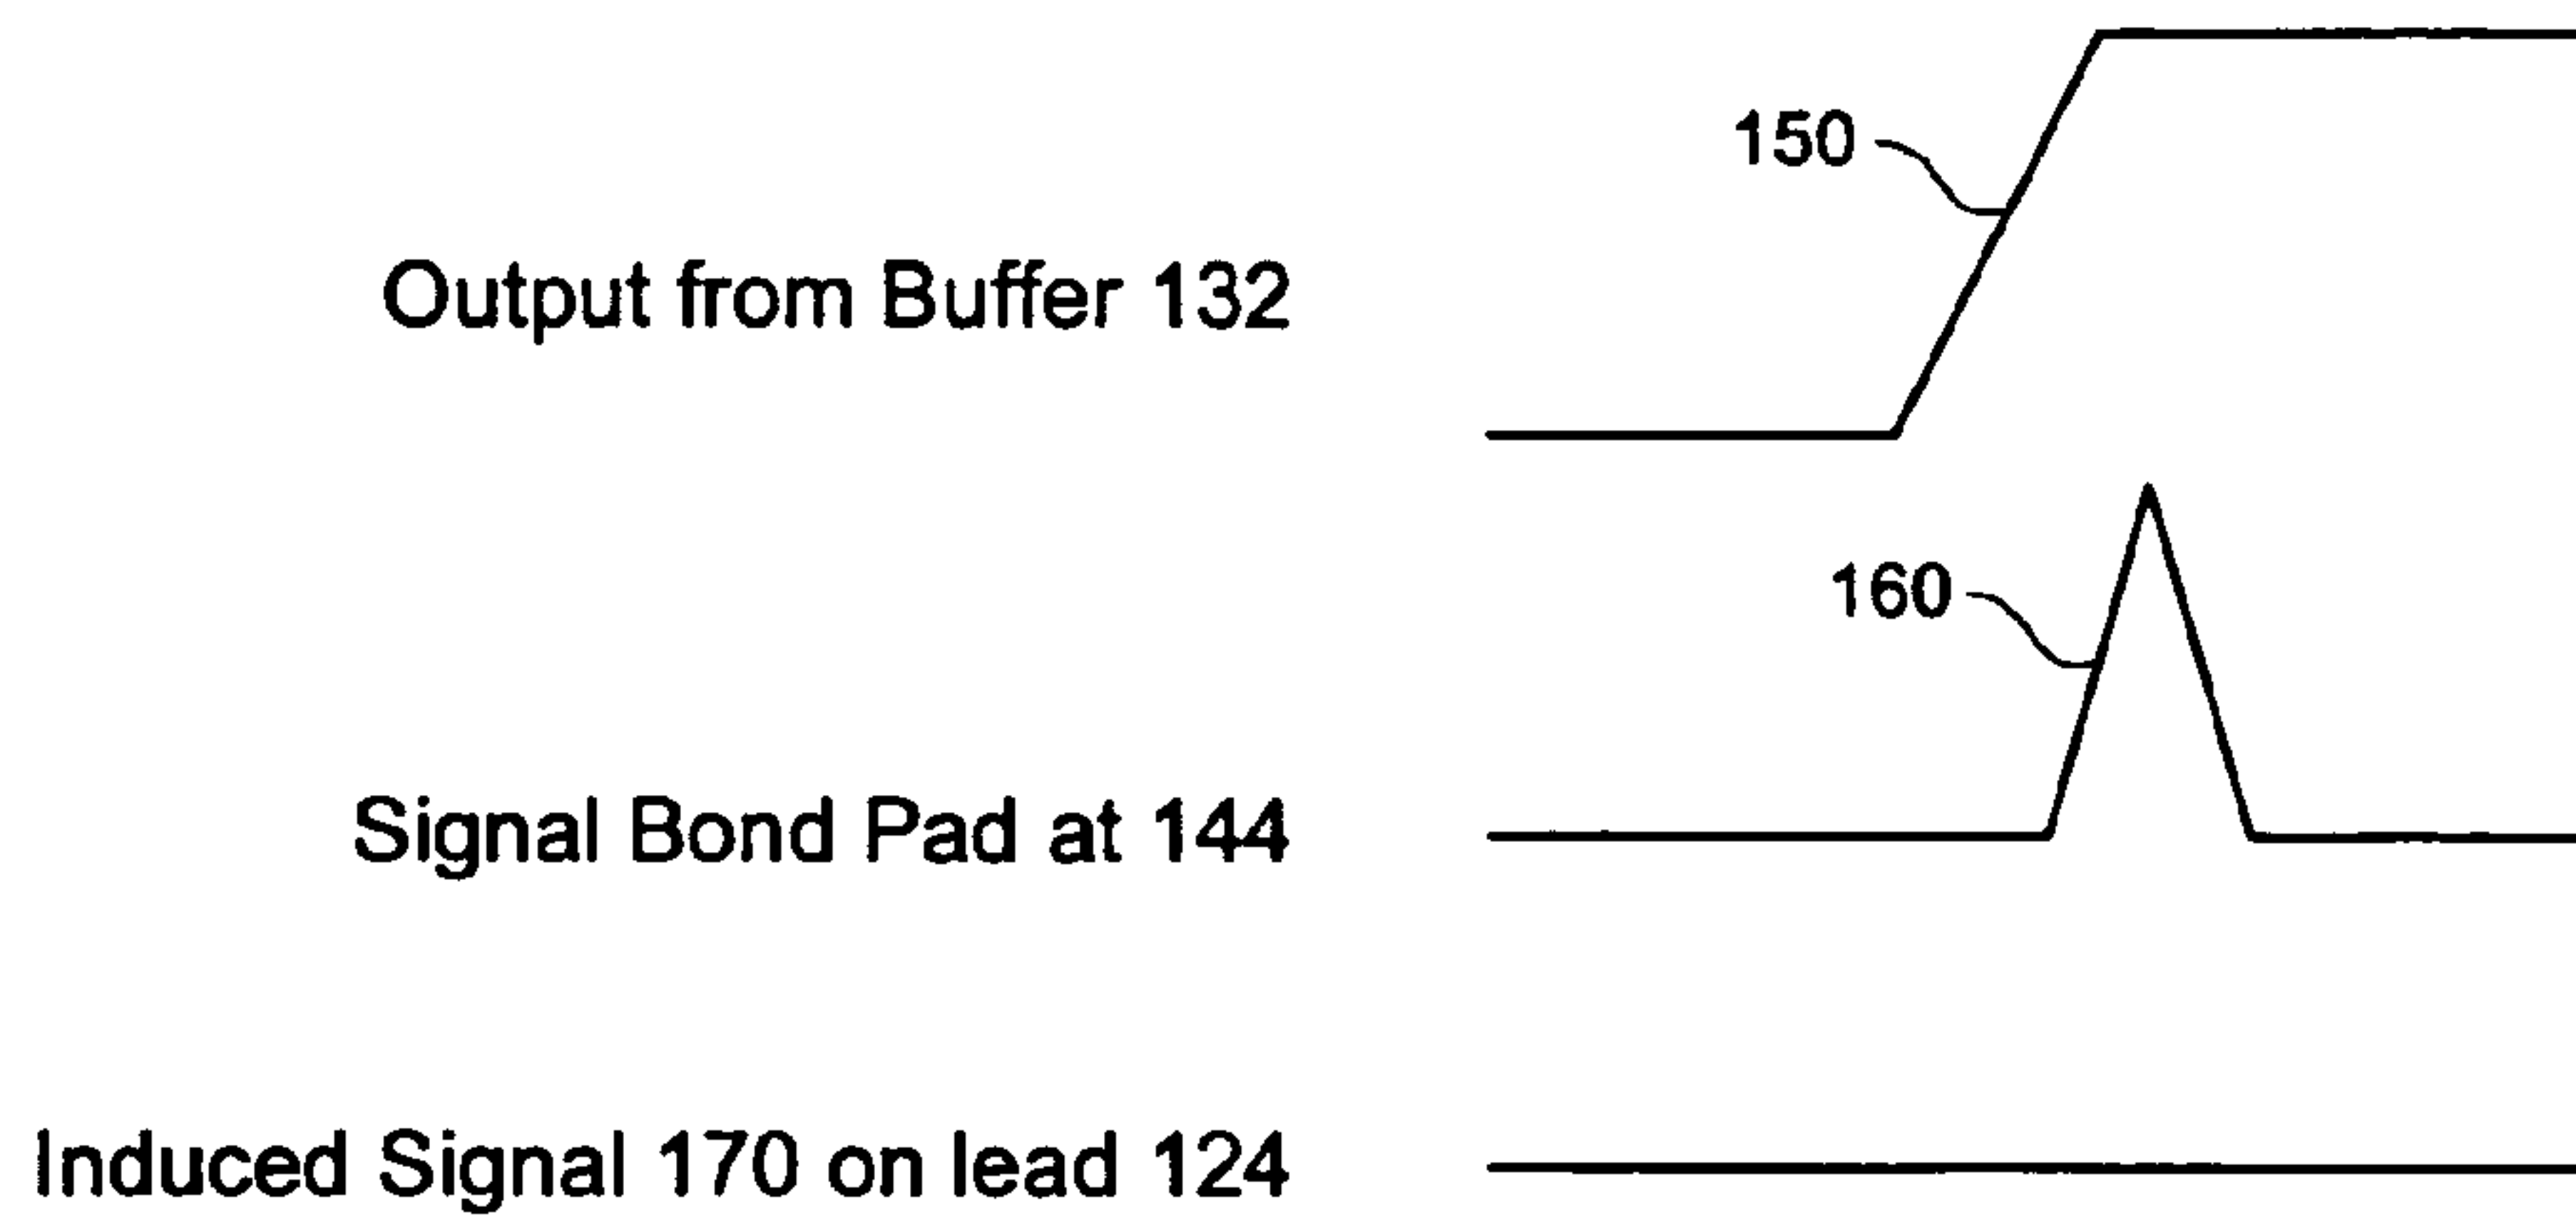 150
Output from Buffer 132
160
Signal Bond Pad at 144
Induced Signal 170 on lead 124